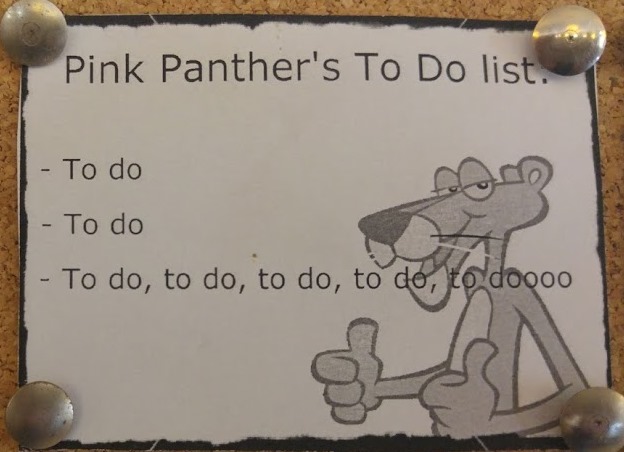 Pink Panther's To Do list:
- To do
- To do
- To do, to do, to do, to do, to doooo